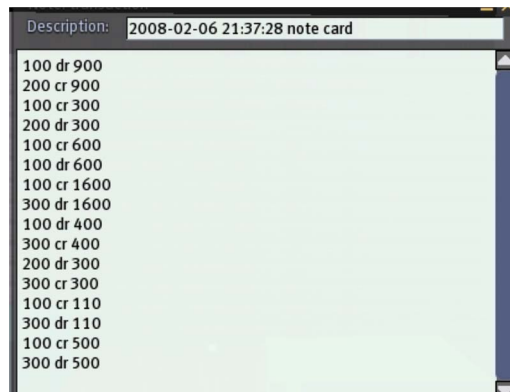 Description: 2008-02-06 21:37:28 note card
100 dr 900
200 cr 900
100 cr 300
200 dr 300
100 cr 600
100 dr 600
100 cr 1600
300 dr 1600
100 dr 400
300 cr 400
200 dr 300
300 cr 300
100 cr 110
300 dr 110
100 cr 500
300 dr 500